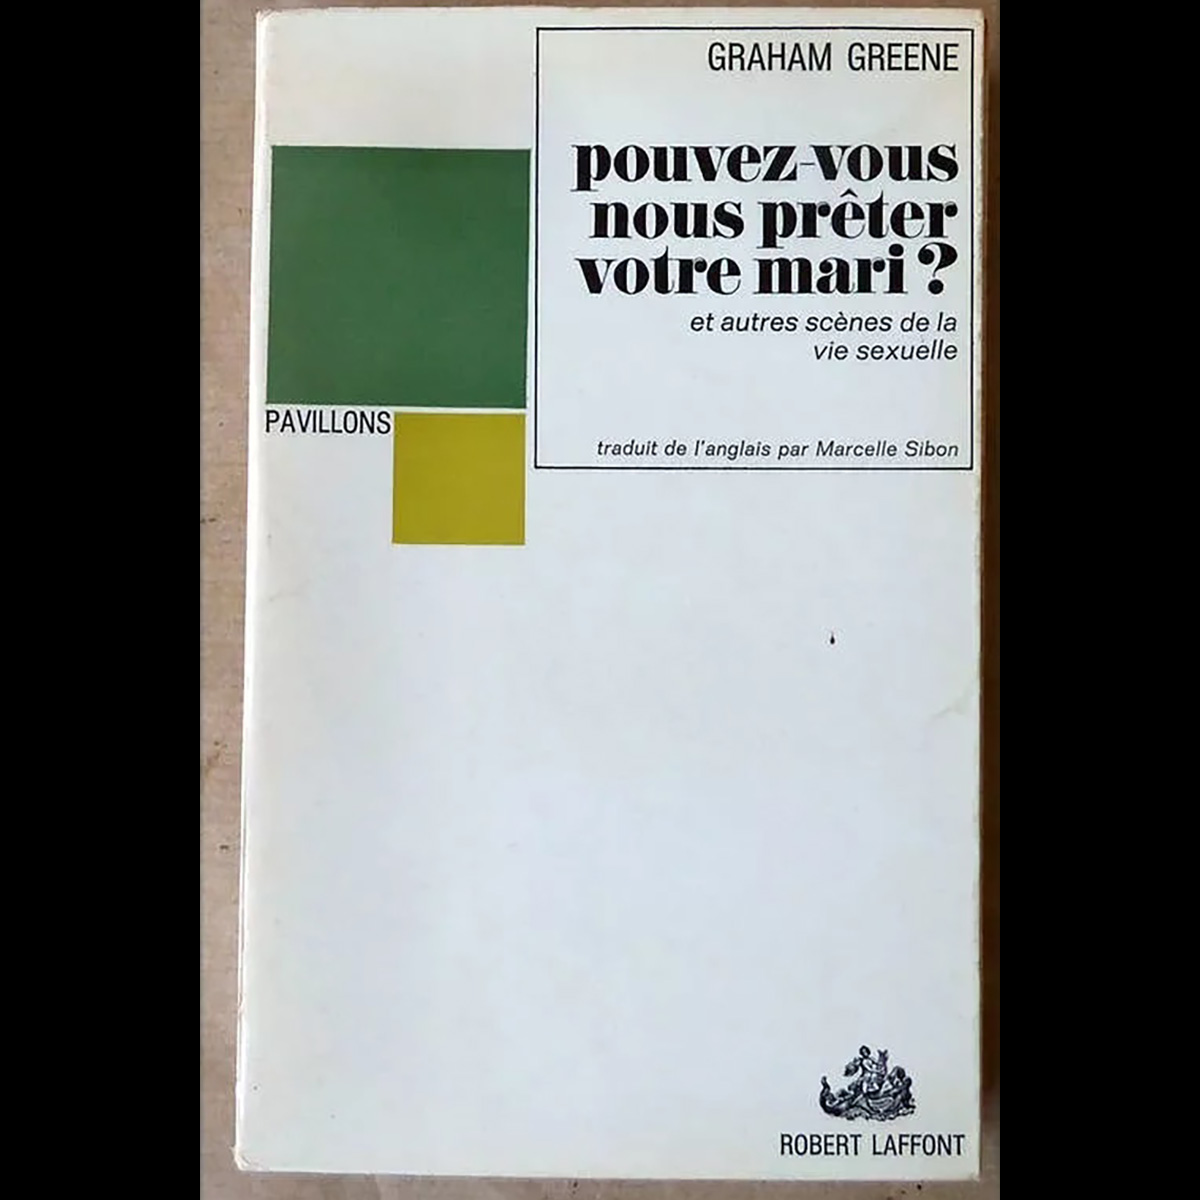 GRAHAM GREENE
pouvez-vous
nous prêter
votre mari ?
et autres scènes de la
vie sexuelle
PAVILLONS
traduit de l'anglais par Marcelle Sibon
ROBERT LAFFONT